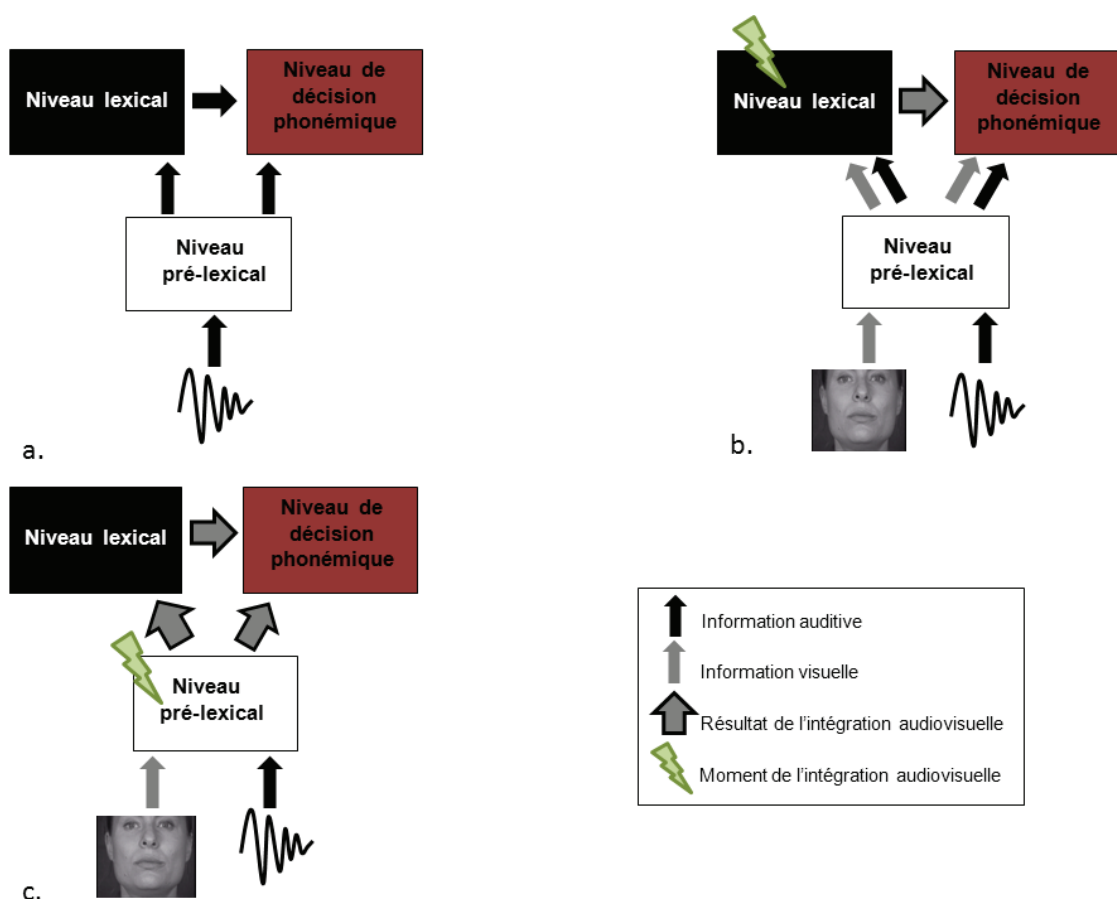 Niveau lexical
Niveau de
décision
phonémique
Niveau
pré-lexical
a.
Niveau lexical
Niveau de
décision
phonémique
Niveau
pré-lexical
b.
Niveau lexical
Niveau de
décision
phonémique
Niveau
pré-lexical
c.
Information auditive
Information visuelle
Résultat de l'intégration audiovisuelle
Moment de l'intégration audiovisuelle